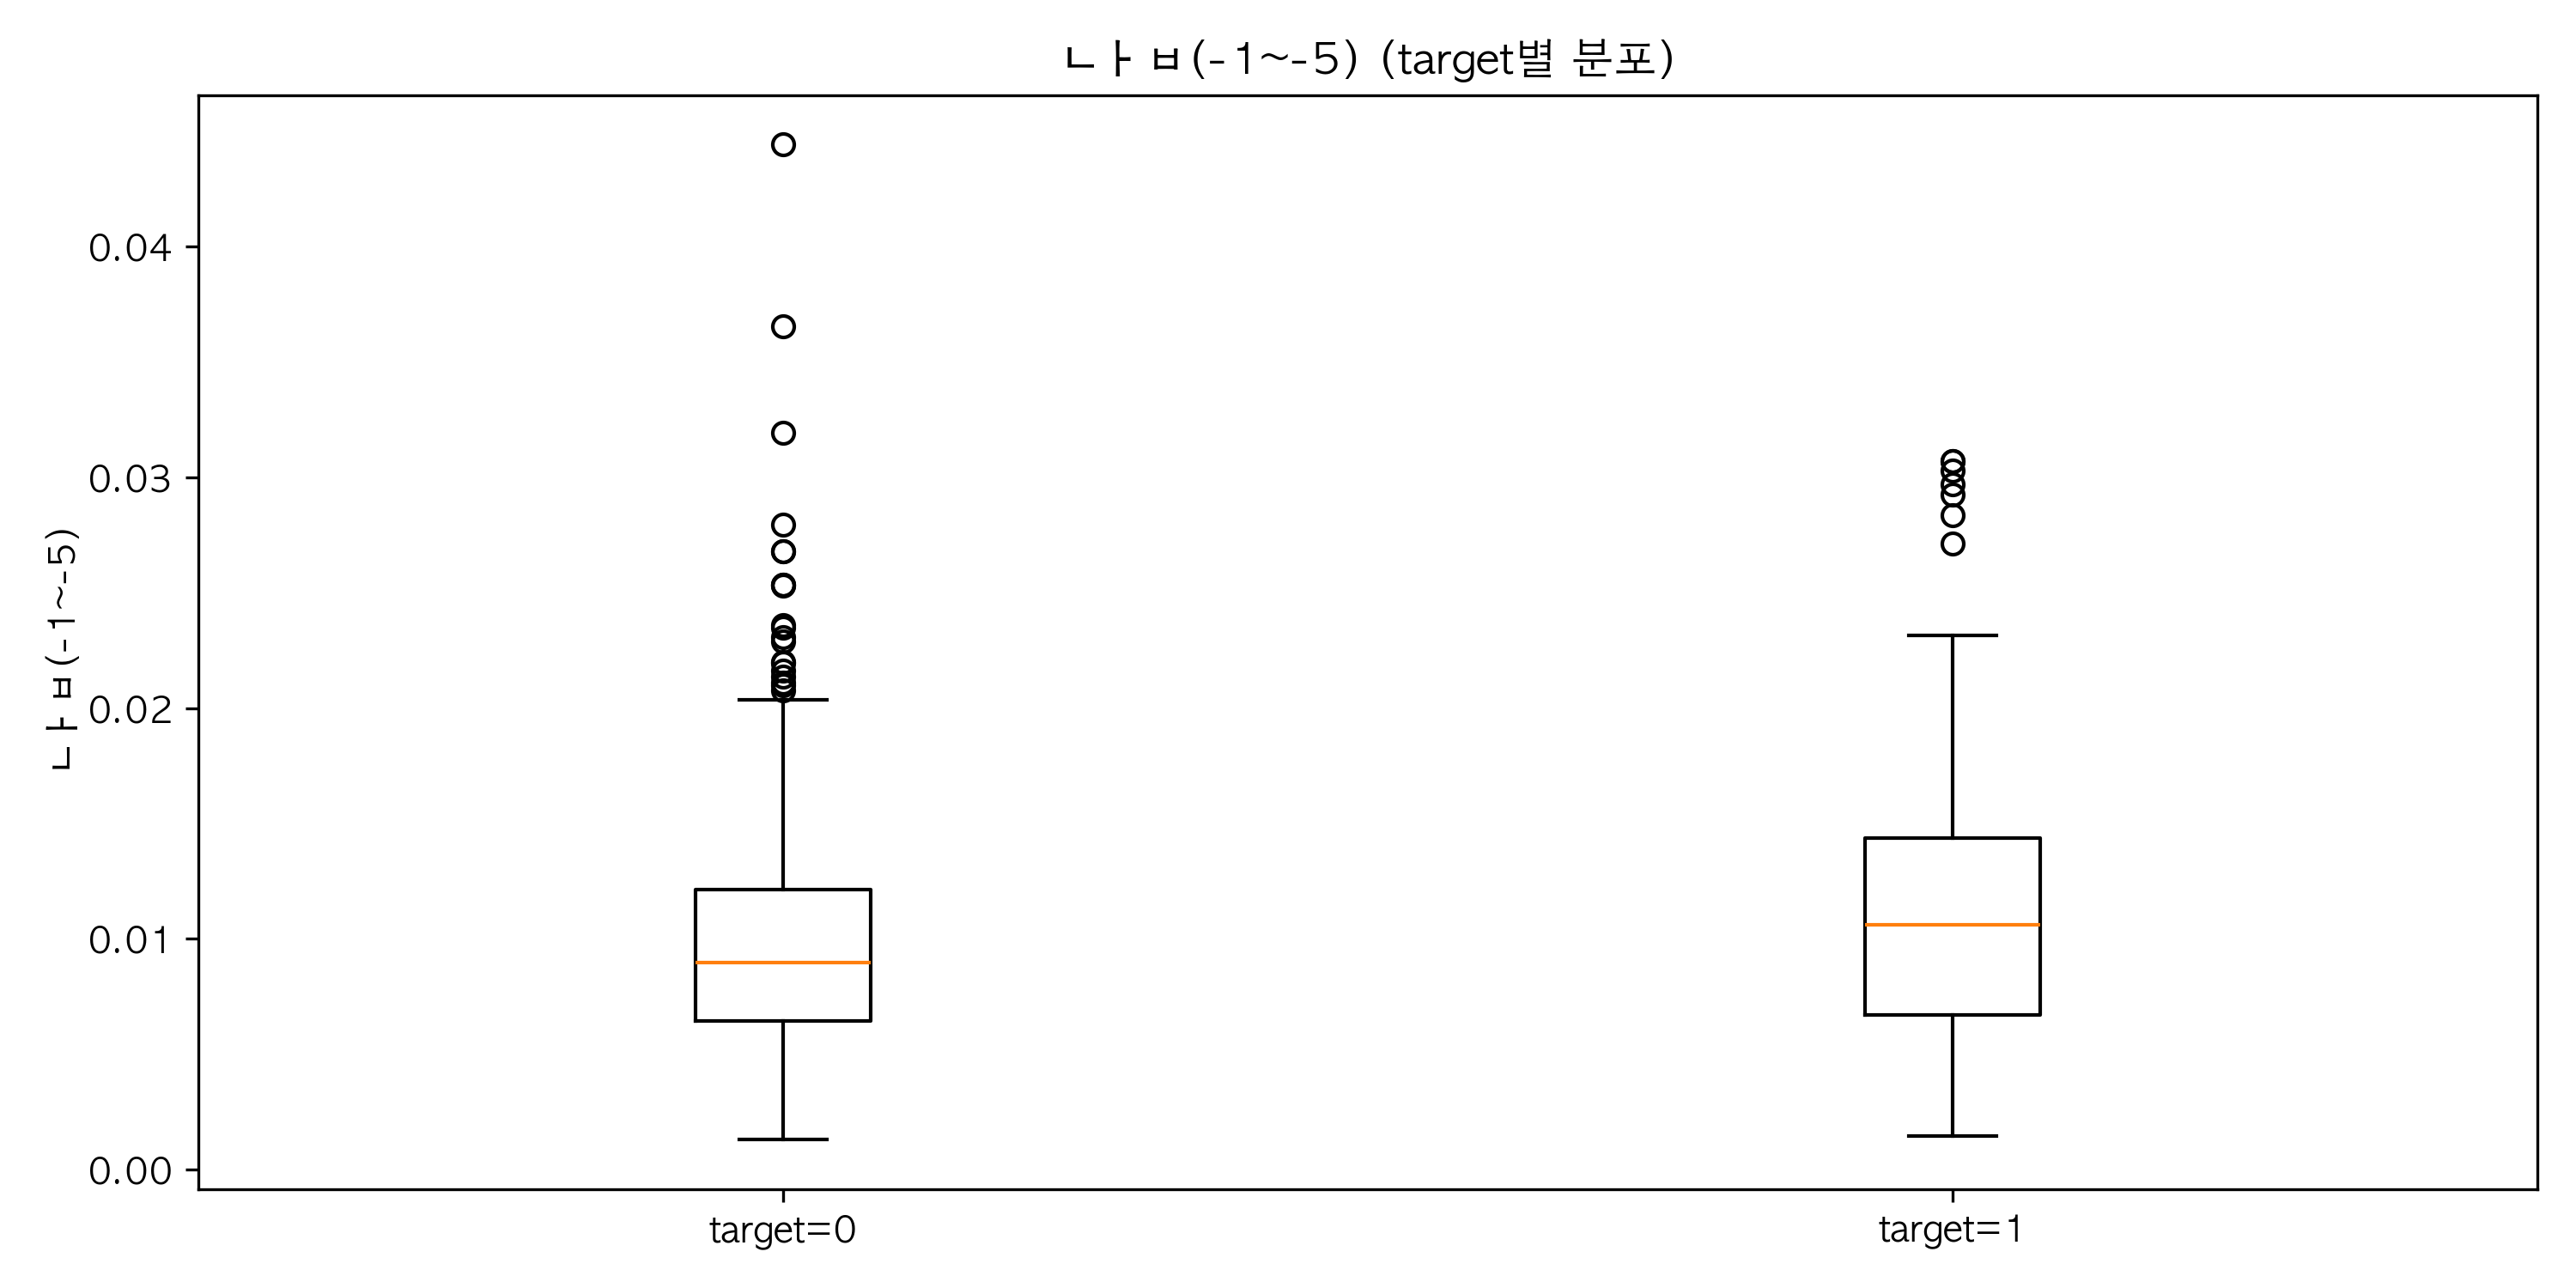 ㄴㅏㅂ(-1~-5) (target별 분포)
ㄴㅏㅂ(-1~-5)
0.04
0.03
0.02
0.01
0.00
target=0
target=1